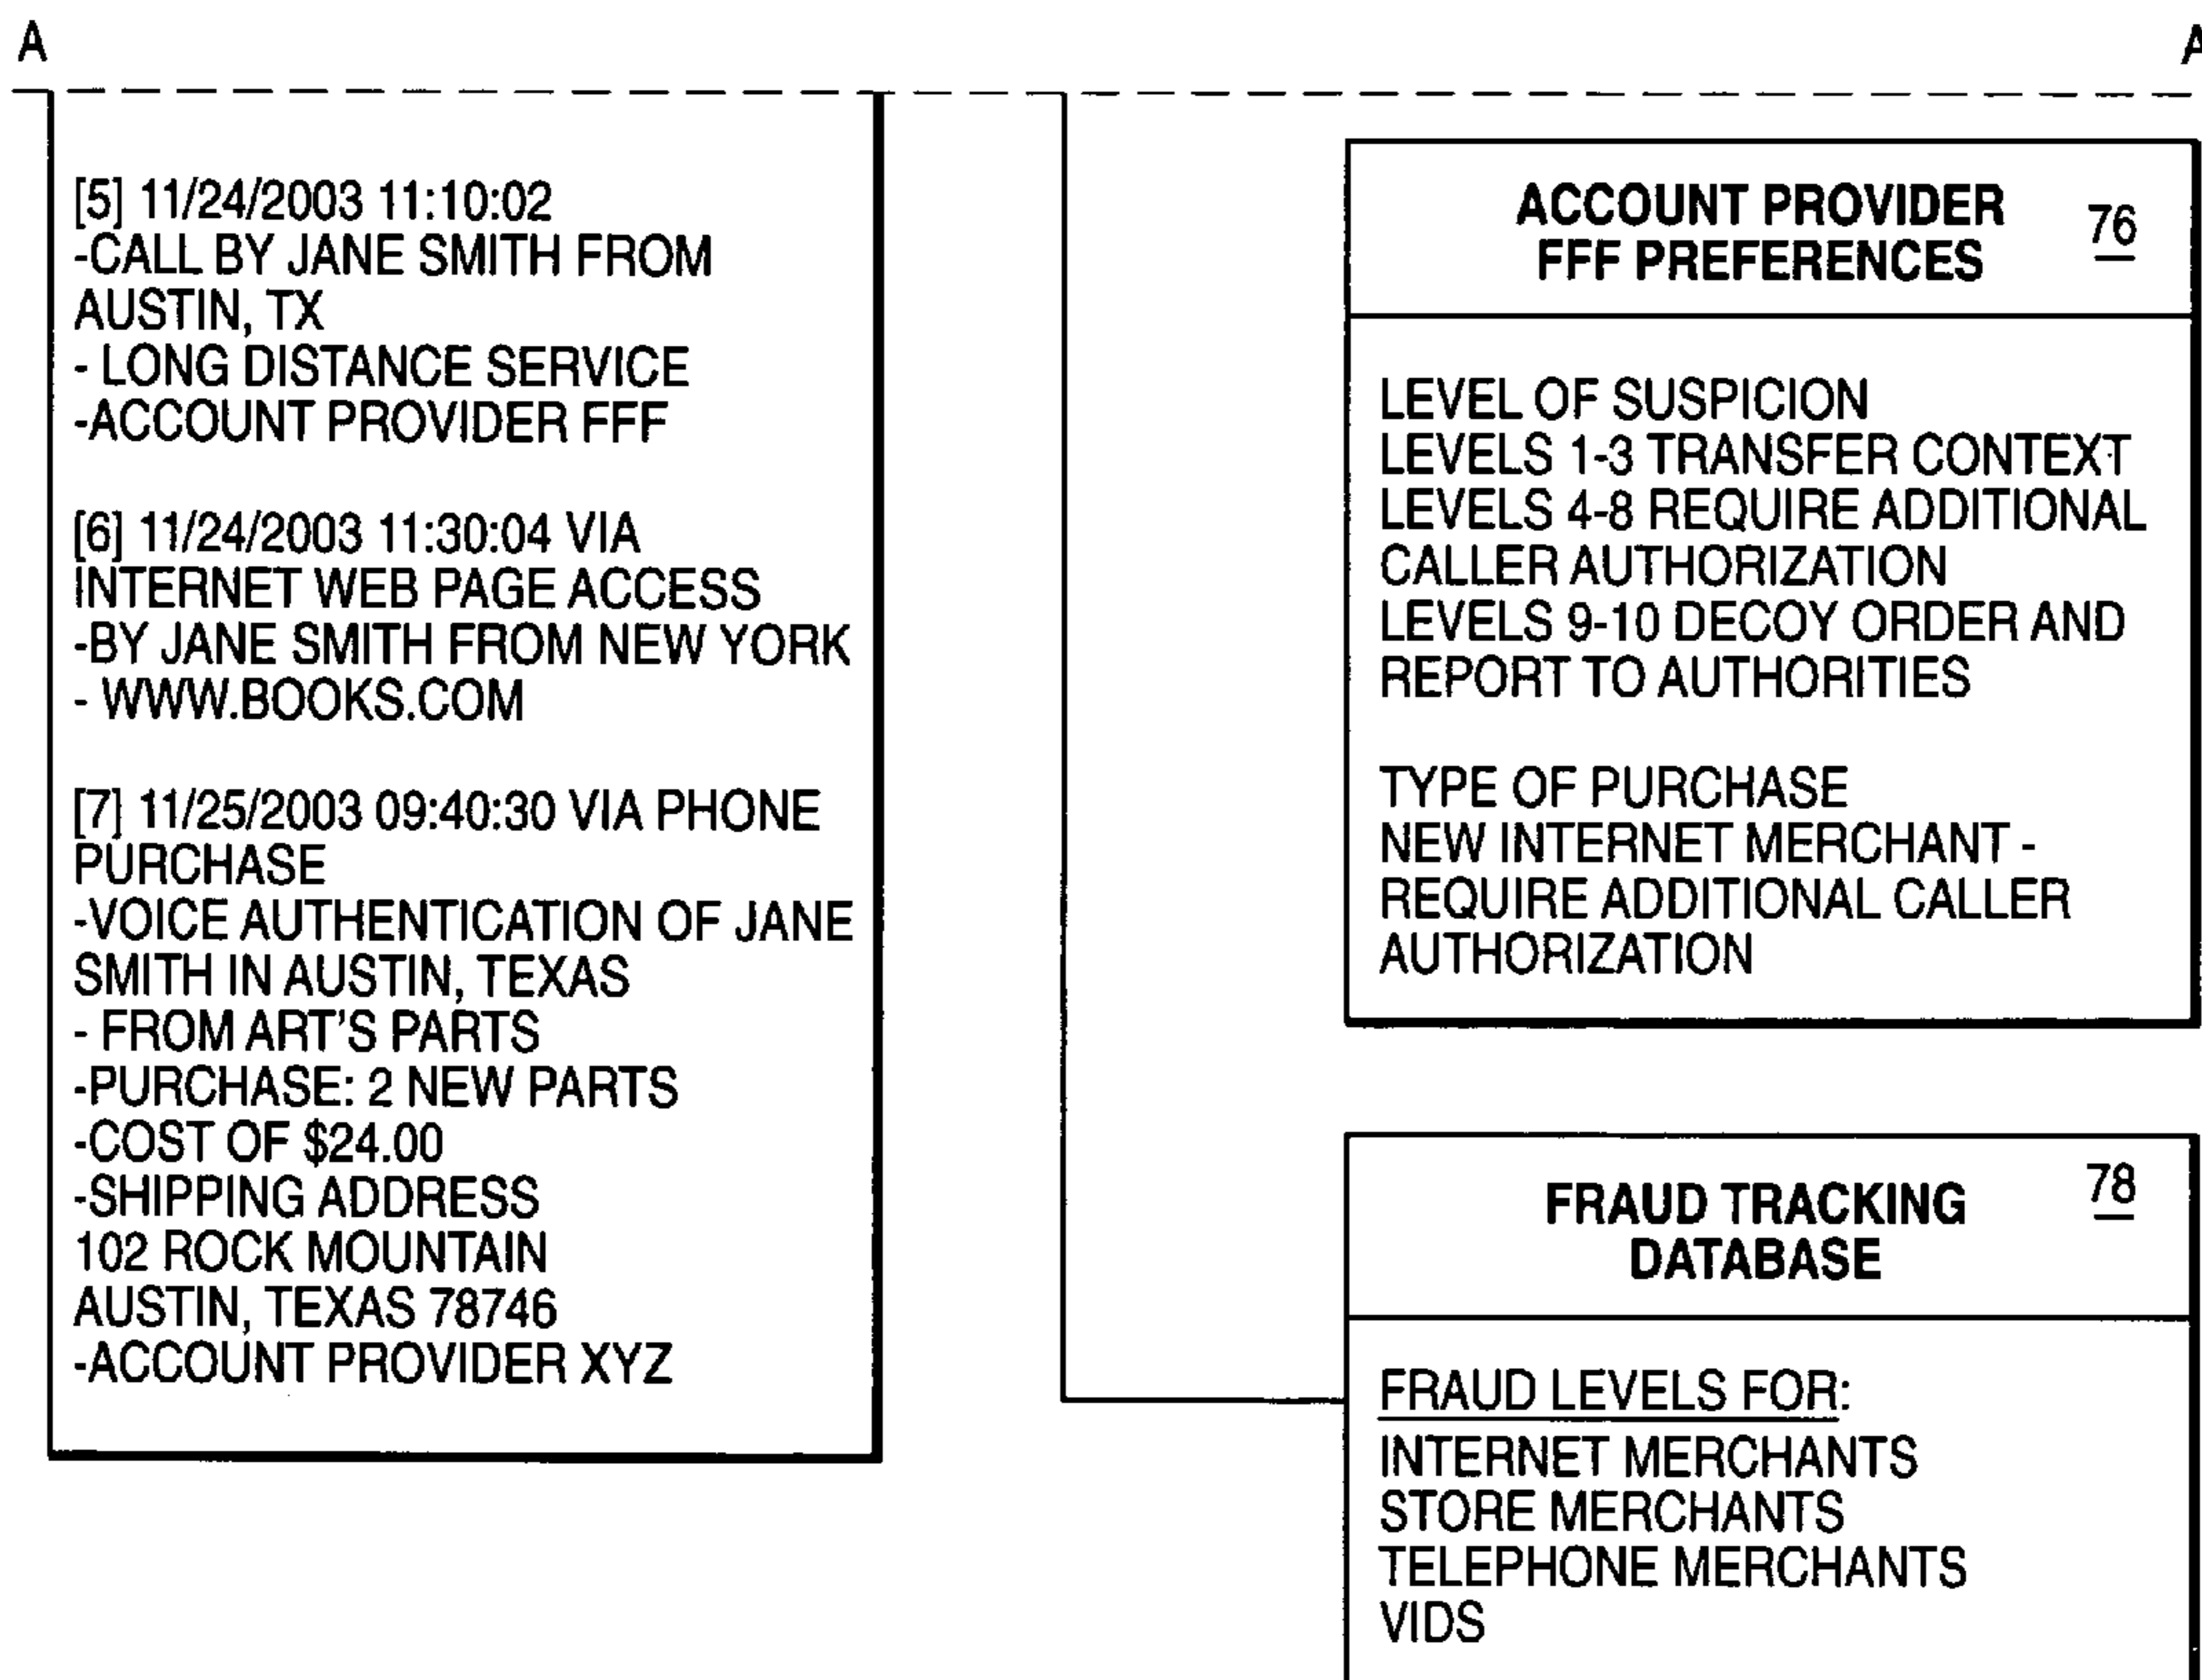 A
A
[5] 11/24/2003 11:10:02
-CALL BY JANE SMITH FROM
AUSTIN, TX
- LONG DISTANCE SERVICE
-ACCOUNT PROVIDER FFF
[6] 11/24/2003 11:30:04 VIA
INTERNET WEB PAGE ACCESS
-BY JANE SMITH FROM NEW YORK
- WWW.BOOKS.COM
[7] 11/25/2003 09:40:30 VIA PHONE
PURCHASE
-VOICE AUTHENTICATION OF JANE
SMITH IN AUSTIN, TEXAS
- FROM ART'S PARTS
-PURCHASE: 2 NEW PARTS
-COST OF $24.00
-SHIPPING ADDRESS
102 ROCK MOUNTAIN
AUSTIN, TEXAS 78746
-ACCOUNT PROVIDER XYZ
ACCOUNT PROVIDER
FFF PREFERENCES
76
LEVEL OF SUSPICION
LEVELS 1-3 TRANSFER CONTEXT
LEVELS 4-8 REQUIRE ADDITIONAL
CALLER AUTHORIZATION
LEVELS 9-10 DECOY ORDER AND
REPORT TO AUTHORITIES
TYPE OF PURCHASE
NEW INTERNET MERCHANT -
REQUIRE ADDITIONAL CALLER
AUTHORIZATION
FRAUD TRACKING
DATABASE
78
FRAUD LEVELS FOR:
INTERNET MERCHANTS
STORE MERCHANTS
TELEPHONE MERCHANTS
VIDS